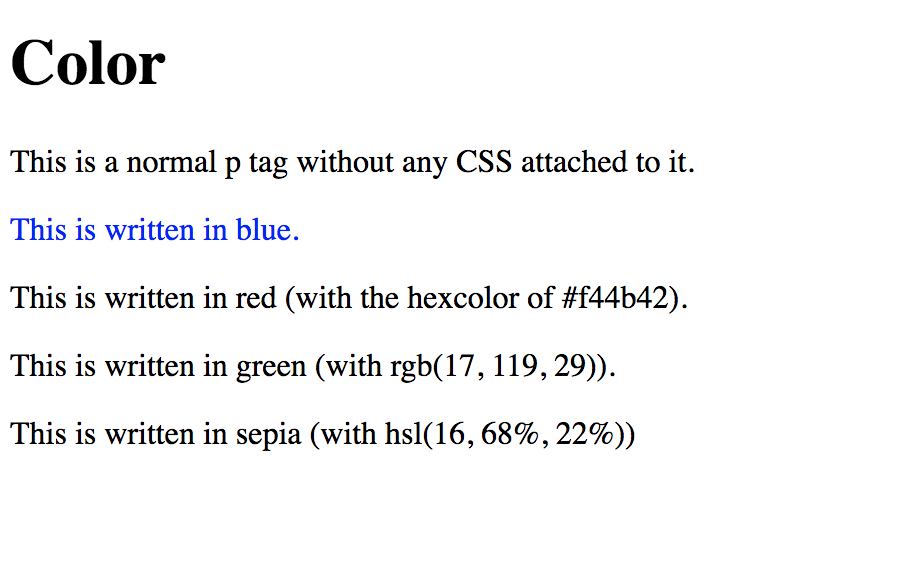 Color
This is a normal p tag without any CSS attached to it.
This is written in blue.
This is written in red (with the hexcolor of #f44b42).
This is written in green (with rgb(17, 119, 29)).
This is written in sepia (with hsl(16, 68%, 22%))